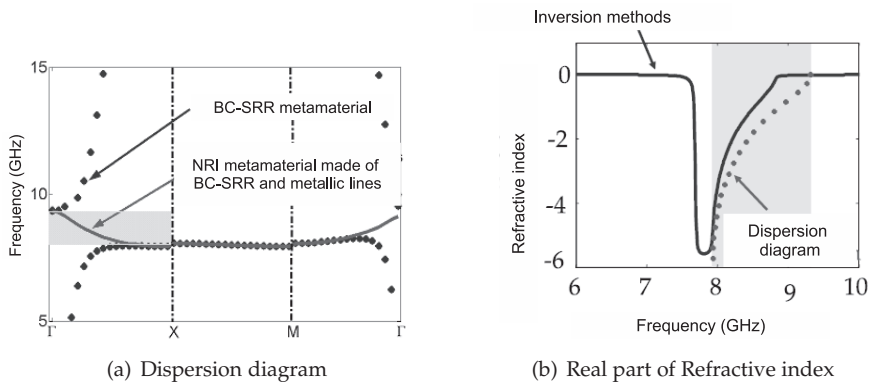 15
10
5
Frequency (GHz)
BC-SRR metamaterial
NRI metamaterial made of
BC-SRR and metallic lines
Γ
X
M
Γ
(a) Dispersion diagram
Inversion methods
0
-2
-4
-6
Refractive index
Dispersion
diagram
6
7
8
9
10
Frequency (GHz)
(b) Real part of Refractive index